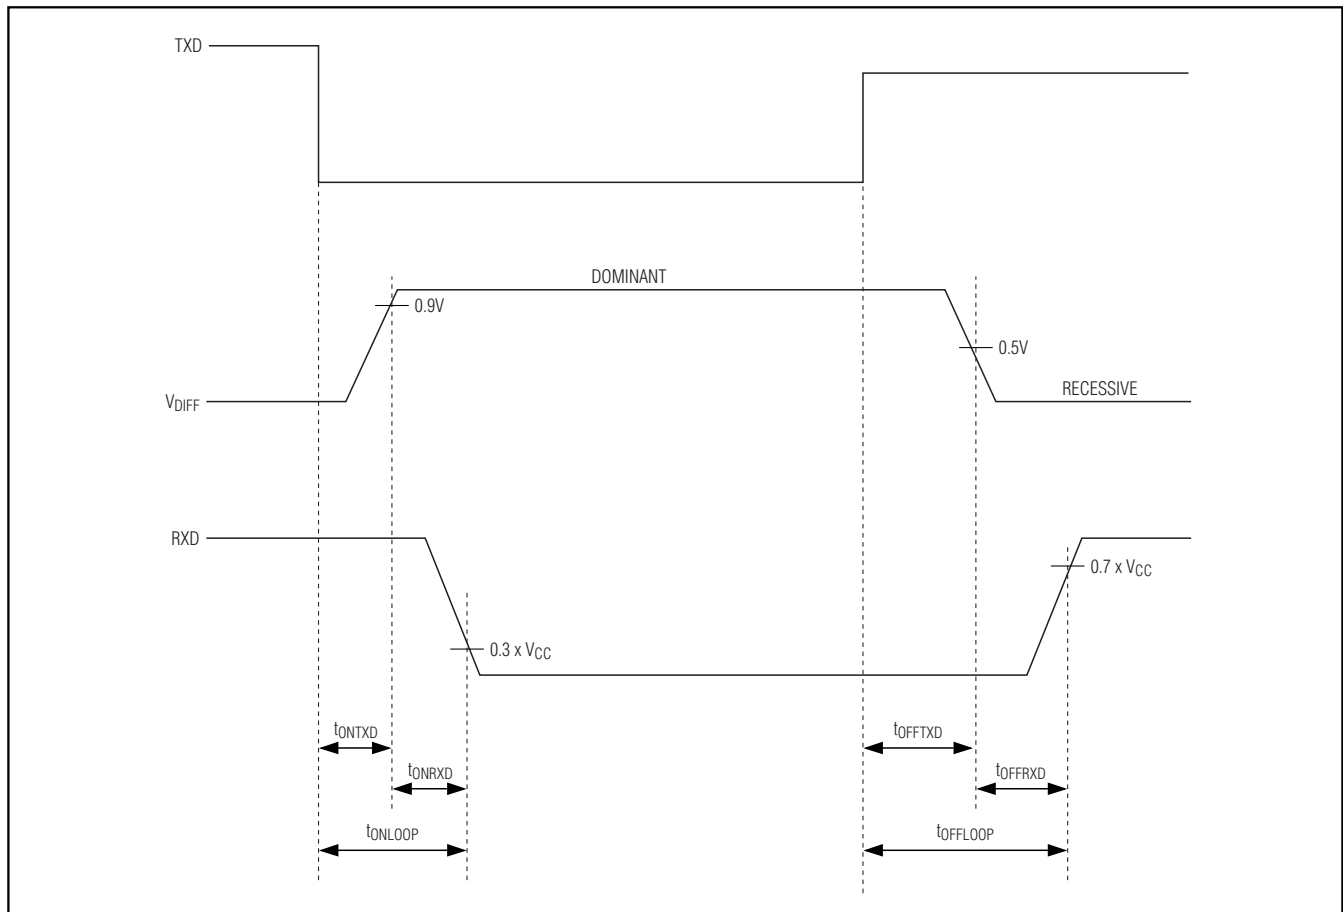 TXD
DOMINANT
0.9V
0.5V
VDIFF
RECESSIVE
RXD
0.7 x VCC
0.3 x VCC
tONTXD
tOFFTXD
tONRXD
tOFFRXD
tONLOOP
tOFFLOOP